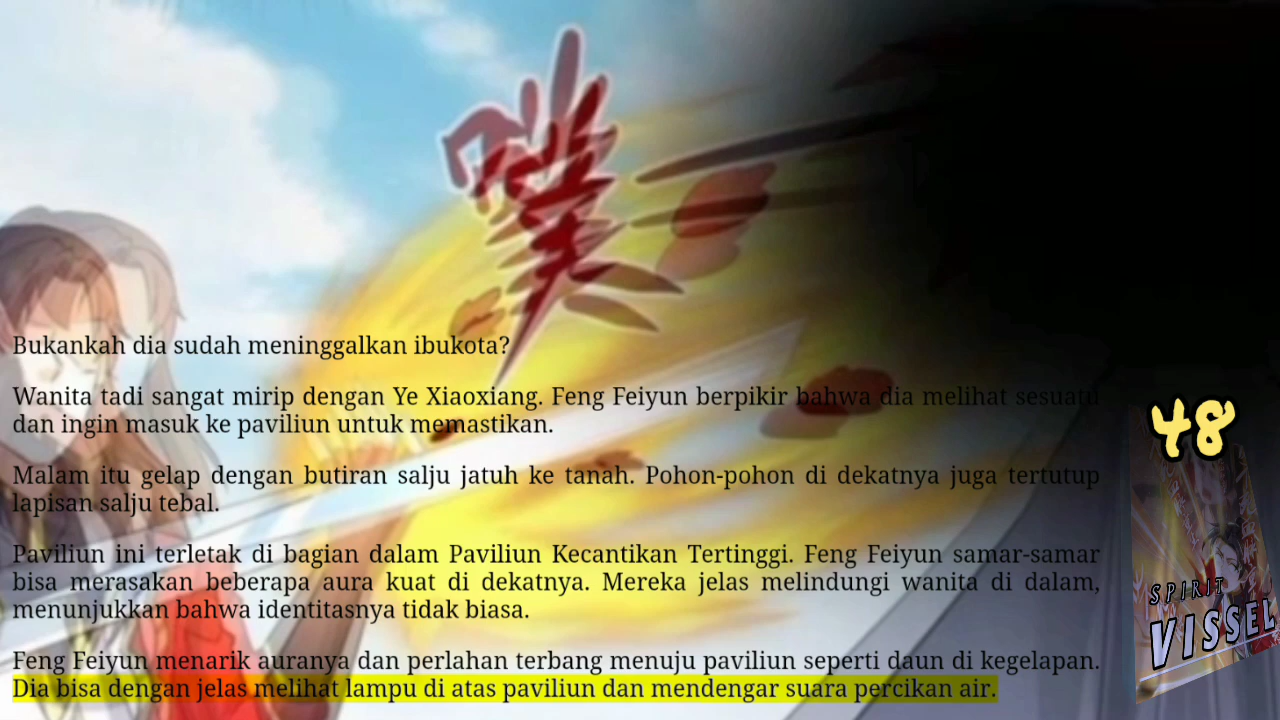 噗
Bukankah dia sudah meninggalkan ibukota?
Wanita tadi sangat mirip dengan Ye Xiaoxiang. Feng Feiyun berpikir bahwa dia melihat sesuatu
dan ingin masuk ke paviliun untuk memastikan.
Malam itu gelap dengan butiran salju jatuh ke tanah. Pohon-pohon di dekatnya juga tertutup
lapisan salju tebal.
Paviliun ini terletak di bagian dalam Paviliun Kecantikan Tertinggi. Feng Feiyun samar-samar
bisa merasakan beberapa aura kuat di dekatnya. Mereka jelas melindungi wanita di dalam,
menunjukkan bahwa identitasnya tidak biasa.
Feng Feiyun menarik auranya dan perlahan terbang menuju paviliun seperti daun di kegelapan.
Dia bisa dengan jelas melihat lampu di atas paviliun dan mendengar suara percikan air.
48
SPIRIT
VISSEL